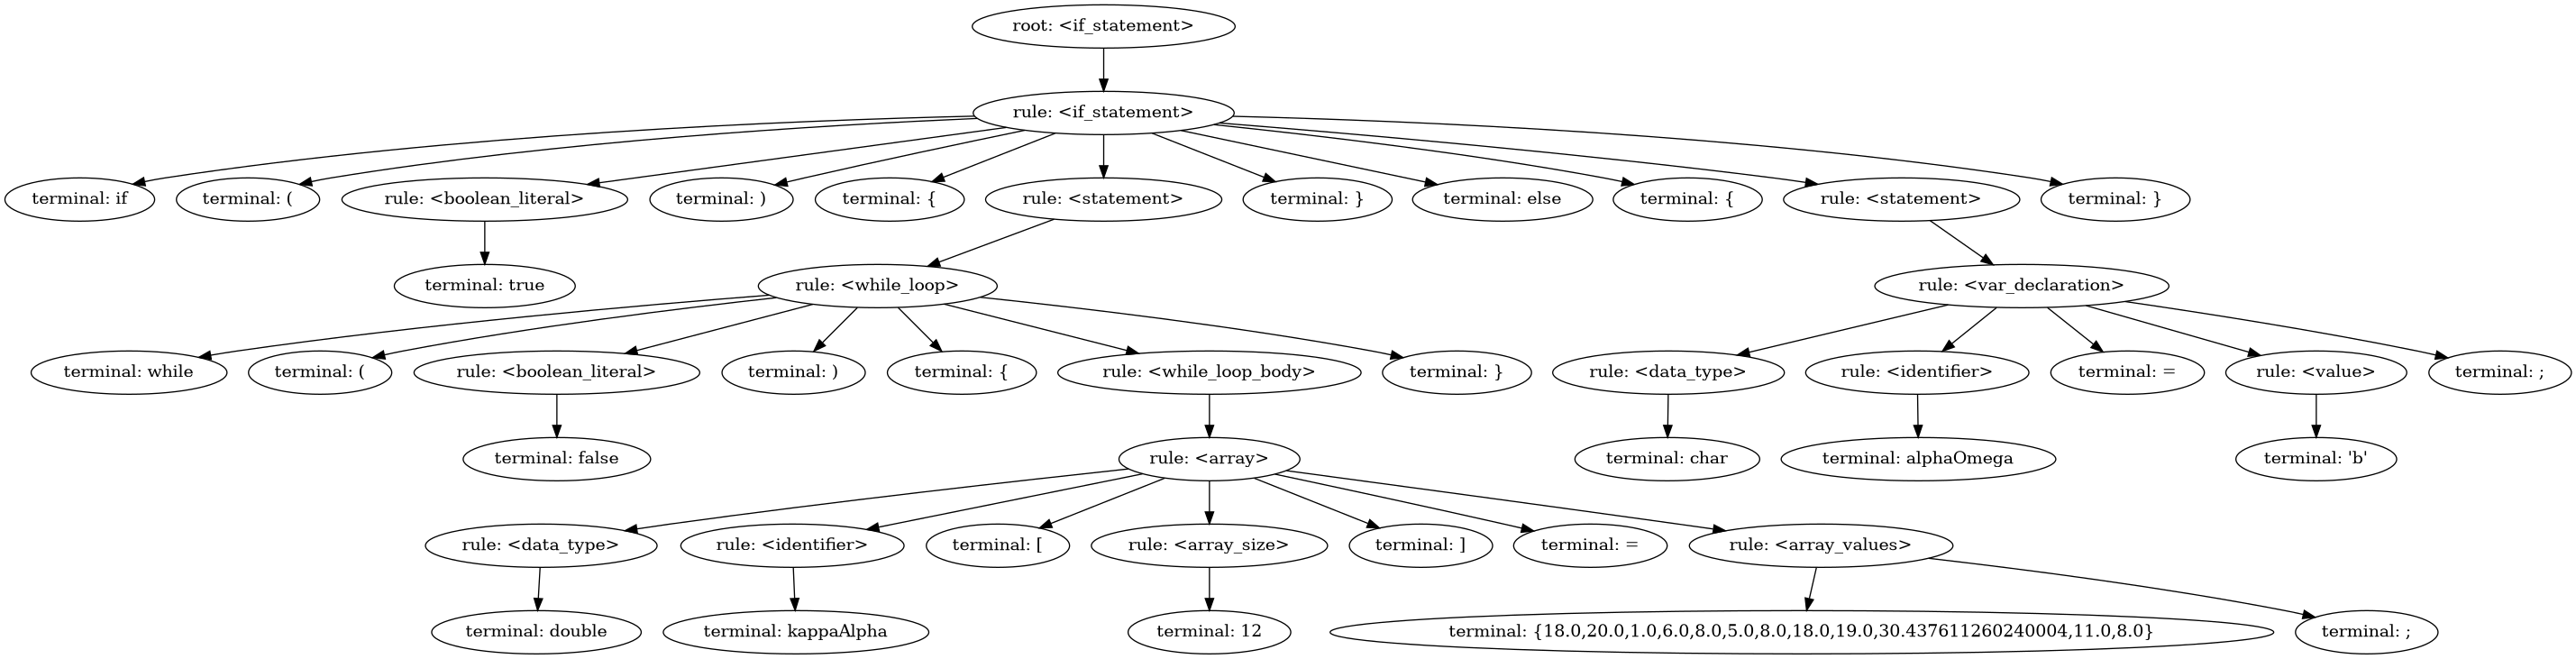 root: <if_statement>
rule: <if_statement>
terminal: if
terminal: (
rule: <boolean_literal>
terminal: )
terminal: {
rule: <statement>
terminal: }
terminal: else
terminal: {
rule: <statement>
terminal: }
terminal: true
rule: <while_loop>
rule: <var_declaration>
terminal: while
terminal: (
rule: <boolean_literal>
terminal: )
terminal: {
rule: <while_loop_body>
terminal: }
rule: <data_type>
rule: <identifier>
terminal: =
rule: <value>
terminal: ;
terminal: false
rule: <array>
terminal: char
terminal: alphaOmega
terminal: 'b'
rule: <data_type>
rule: <identifier>
terminal: [
rule: <array_size>
terminal: ]
terminal: =
rule: <array_values>
terminal: double
terminal: kappaAlpha
terminal: 12
terminal: {18.0,20.0,1.0,6.0,8.0,5.0,8.0,18.0,19.0,30.437611260240004,11.0,8.0}
terminal: ;